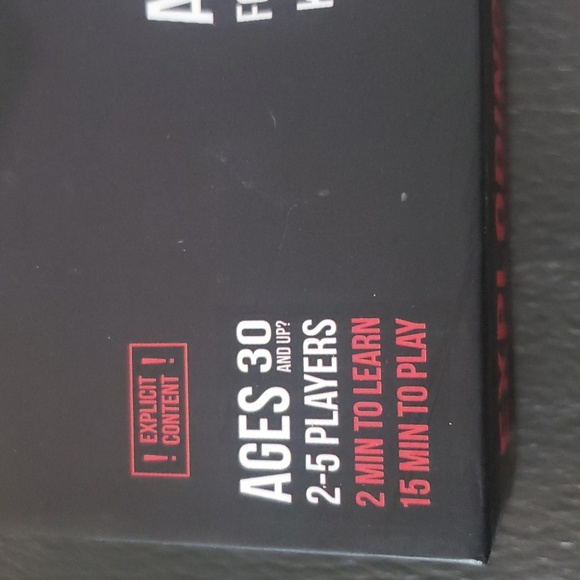 ! EXPLICIT !
CONTENT
AGES 30
AND UP?
2-5 PLAYERS
2 MIN TO LEARN
15 MIN TO PLAY